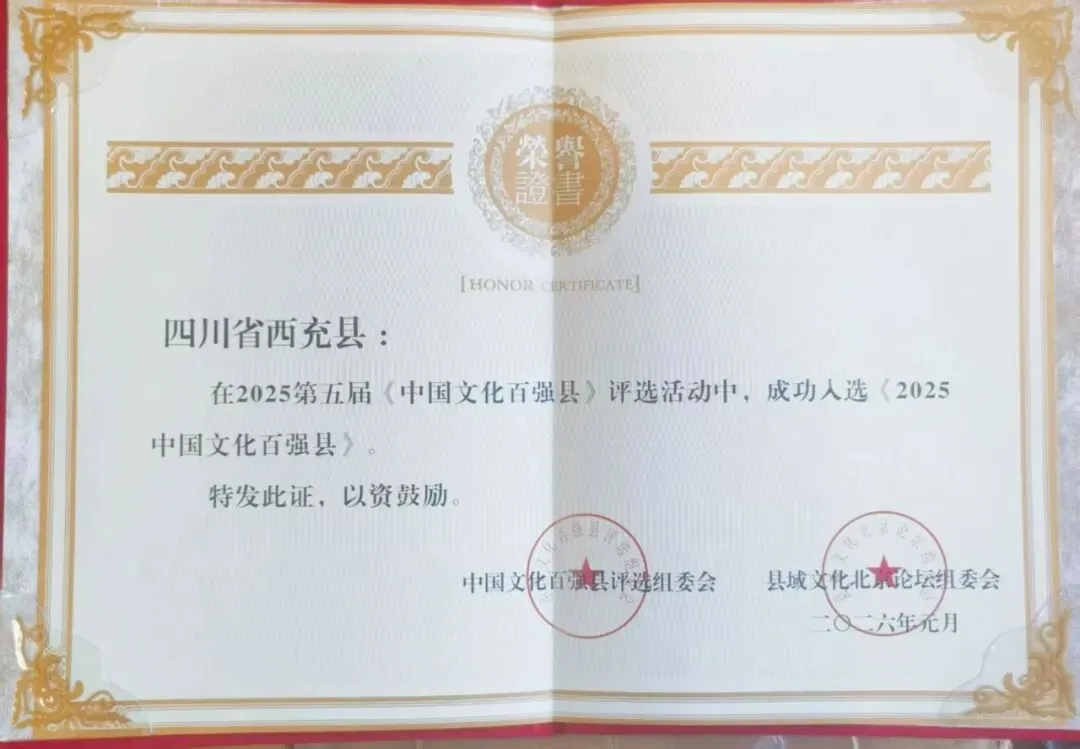 榮譽
證書
[HONOR CERTIFICATE]
四川省西充县：
在2025第五届《中国文化百强县》评选活动中，成功入选《2025
中国文化百强县》。
特发此证，以资鼓励。
中国文化百强县评选组委会
县域文化北京论坛组委会
二〇二六年元月